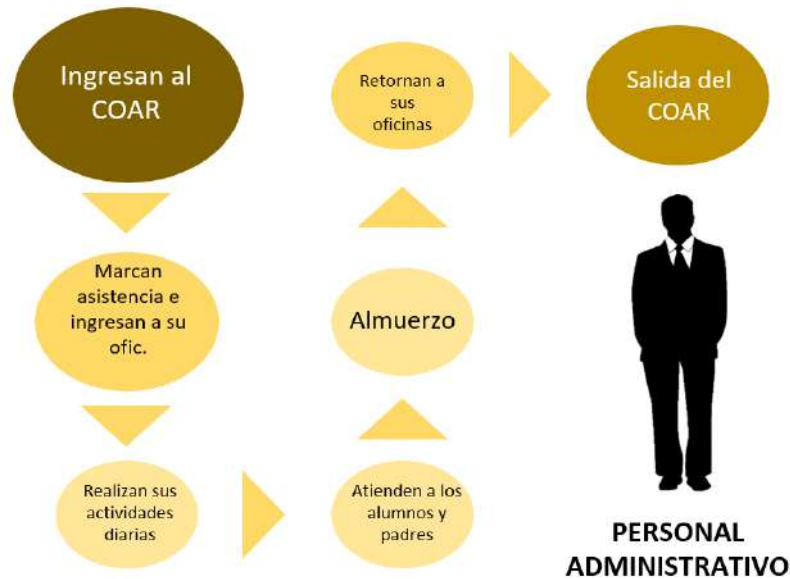 Ingresan al
COAR
Marcan
asistencia e
ingresan a su
ofic.
Realizan sus
actividades
diarias
Atienden a los
alumnos y
padres
Almuerzo
Retornan a
sus
oficinas
Salida del
COAR
PERSONAL
ADMINISTRATIVO